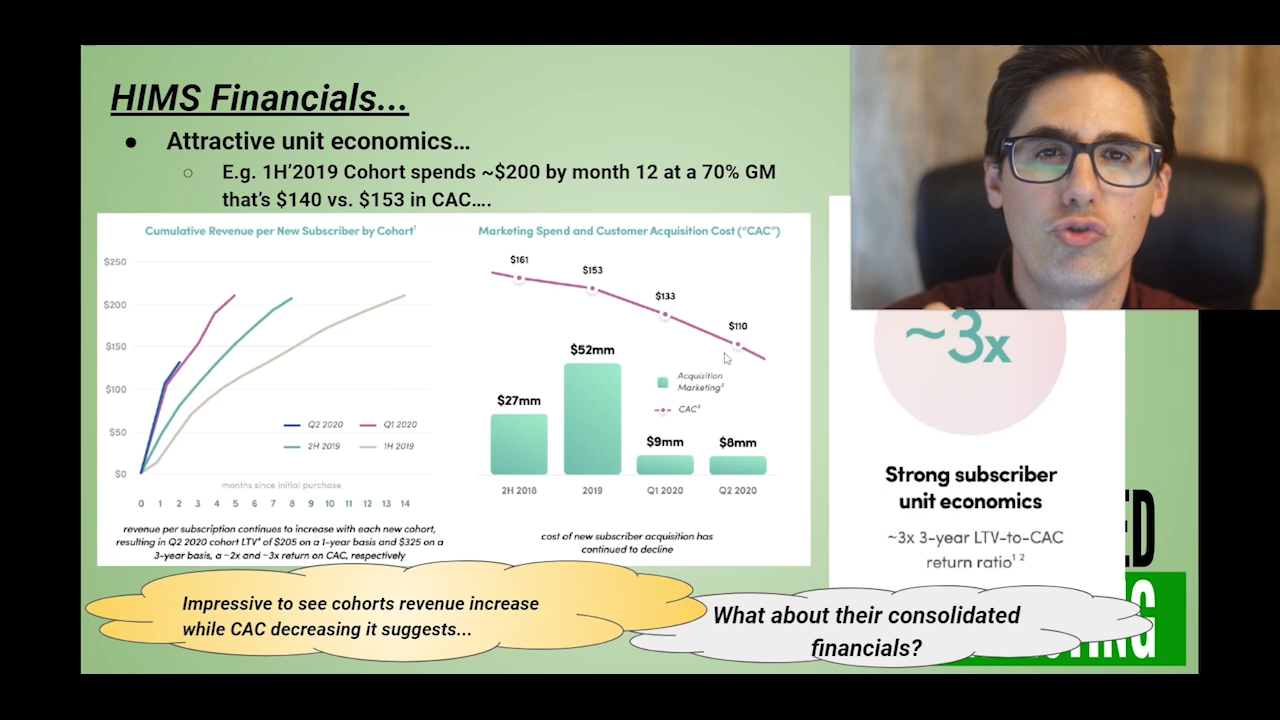 HIMS Financials...
● Attractive unit economics...
○ E.g. 1H'2019 Cohort spends ~$200 by month 12 at a 70% GM
that's $140 vs. $153 in CAC....
Cumulative Revenue per New Subscriber by Cohort¹
$250
$200
$150
$100
$50
$0
Q2 2020
Q1 2020
2H 2019
1H 2019
months since initial purchase
0 1 2 3 4 5 6 7 8 9 10 11 12 13 14
revenue per subscription continues to increase with each new cohort,
resulting in Q2 2020 cohort LTV⁴ of $205 on a 1-year basis and $325 on a
3-year basis, a ~2x and ~3x return on CAC, respectively
Marketing Spend and Customer Acquisition Cost ("CAC")
$161
$153
$133
$110
$27mm
$52mm
$9mm
$8mm
Acquisition
Marketing²
CAC³
2H 2018
2019
Q1 2020
Q2 2020
cost of new subscriber acquisition has
continued to decline
~3x
Strong subscriber
unit economics
~3x 3-year LTV-to-CAC
return ratio¹ ²
Impressive to see cohorts revenue increase
while CAC decreasing it suggests...
What about their consolidated
financials?